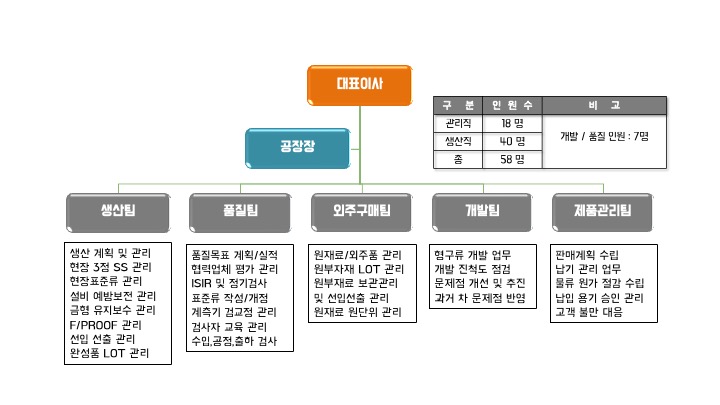 대표이사
구 분 인 원 수 비 고
관리직 18 명 개발 / 품질 인원 : 7명
생산직 40 명
총 58 명
공장장
생산팀
품질팀
외주구매팀
개발팀
제품관리팀
생산 계획 및 관리
현장 3정 5S 관리
현장표준류 관리
설비 예방보전 관리
금형 유지보수 관리
F/PROOF 관리
선입 선출 관리
완성품 LOT 관리
품질목표 계획/실적
협력업체 평가 관리
ISIR 및 정기검사
표준류 작성/개정
계측기 검교정 관리
검사자 교육 관리
수입,공정,출하 검사
원재료/외주품 관리
원부자재 LOT 관리
원부재료 보관관리
및 선입선출 관리
원재료 원단위 관리
형구류 개발 업무
개발 진척도 점검
문제점 개선 및 추진
과거 차 문제점 반영
판매계획 수립
납기 관리 업무
물류 원가 절감 수립
납입 용기 승인 관리
고객 불만 대응